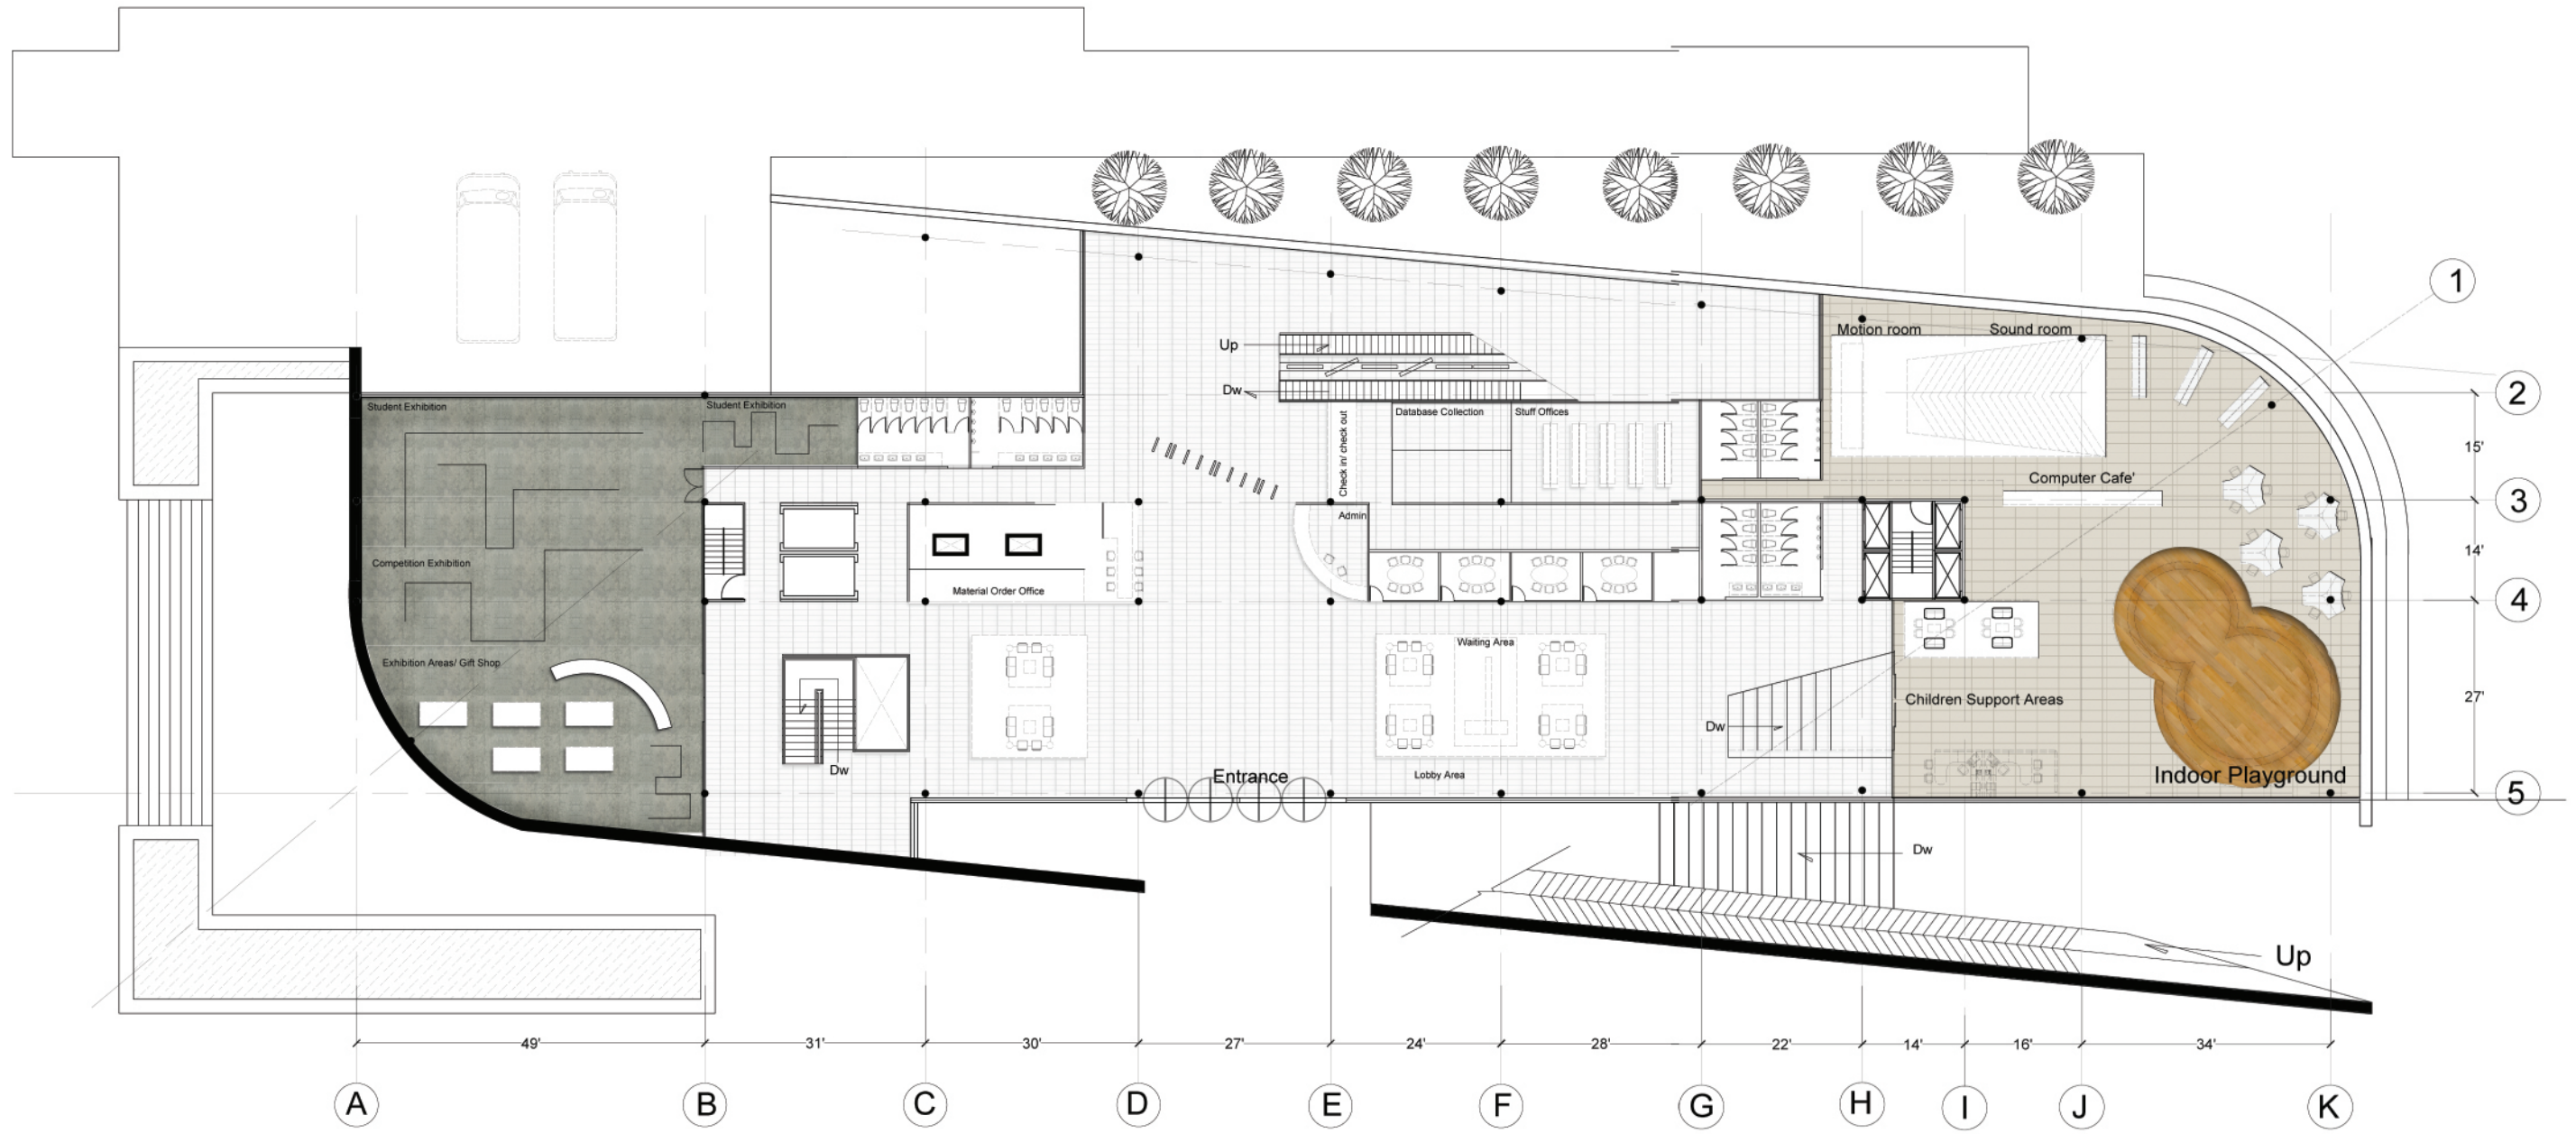 1
Up
Motion room
Sound room
Dw
2
Student Exhibition
Student Exhibition
Database Collection
Stuff Offices
Check in/ check out
15'
Computer Cafe'
3
Admin
14'
Competition Exhibition
Material Order Office
4
Waiting Area
Exhibition Areas/ Gift Shop
Children Support Areas
27'
Dw
Dw
Entrance
Lobby Area
Indoor Playground
5
Dw
Up
49'
31'
30'
27'
24'
28'
22'
14'
16'
34'
A
B
C
D
E
F
G
H
I
J
K